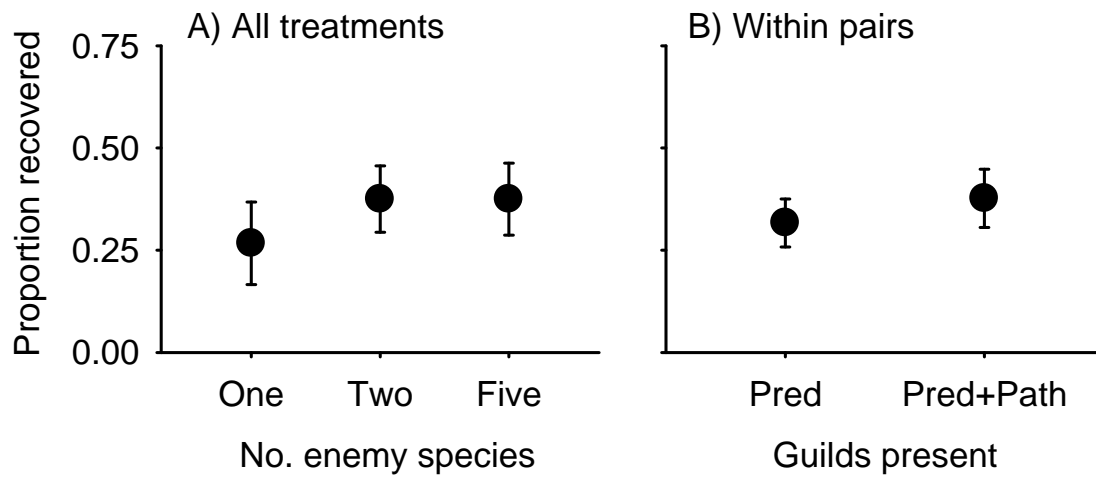 A) All treatments
B) Within pairs
Proportion recovered
0.75
0.50
0.25
0.00
One Two Five
Pred Pred+Path
No. enemy species
Guilds present